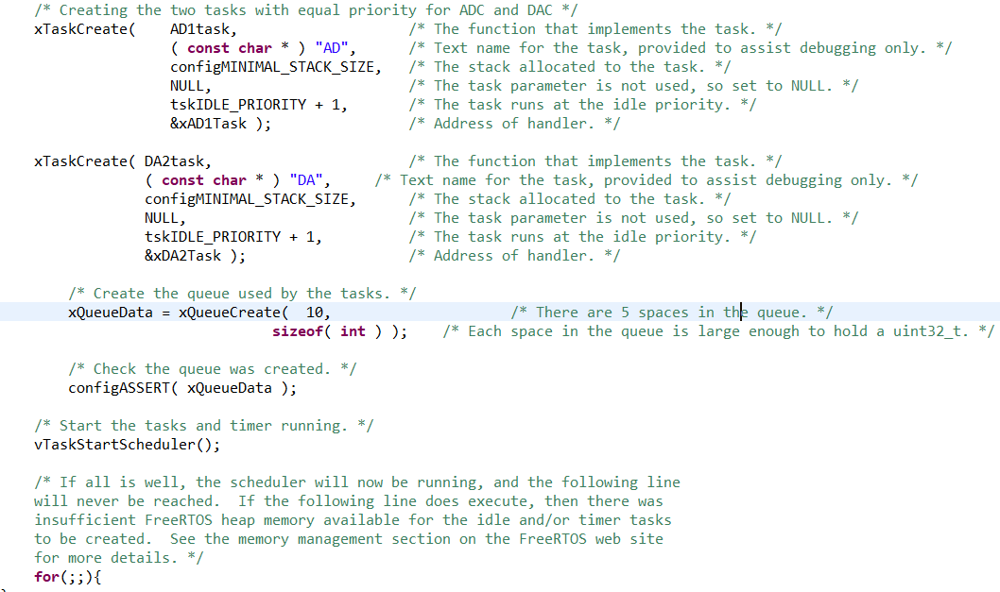 /* Creating the two tasks with equal priority for ADC and DAC */
xTaskCreate(    AD1task,                    /* The function that implements the task. */
( const char * ) "AD",      /* Text name for the task, provided to assist debugging only. */
configMINIMAL_STACK_SIZE,   /* The stack allocated to the task. */
NULL,                       /* The task parameter is not used, so set to NULL. */
tskIDLE_PRIORITY + 1,       /* The task runs at the idle priority. */
&xAD1Task );                /* Address of handler. */
xTaskCreate( DA2task,                       /* The function that implements the task. */
( const char * ) "DA",     /* Text name for the task, provided to assist debugging only. */
configMINIMAL_STACK_SIZE,      /* The stack allocated to the task. */
NULL,                          /* The task parameter is not used, so set to NULL. */
tskIDLE_PRIORITY + 1,          /* The task runs at the idle priority. */
&xDA2Task );                   /* Address of handler. */
/* Create the queue used by the tasks. */
xQueueData = xQueueCreate(  10,                     /* There are 5 spaces in the queue. */
sizeof( int ) );    /* Each space in the queue is large enough to hold a uint32_t. */
/* Check the queue was created. */
configASSERT( xQueueData );
/* Start the tasks and timer running. */
vTaskStartScheduler();
/* If all is well, the scheduler will now be running, and the following line
will never be reached.  If the following line does execute, then there was
insufficient FreeRTOS heap memory available for the idle and/or timer tasks
to be created.  See the memory management section on the FreeRTOS web site
for more details. */
for(;;){